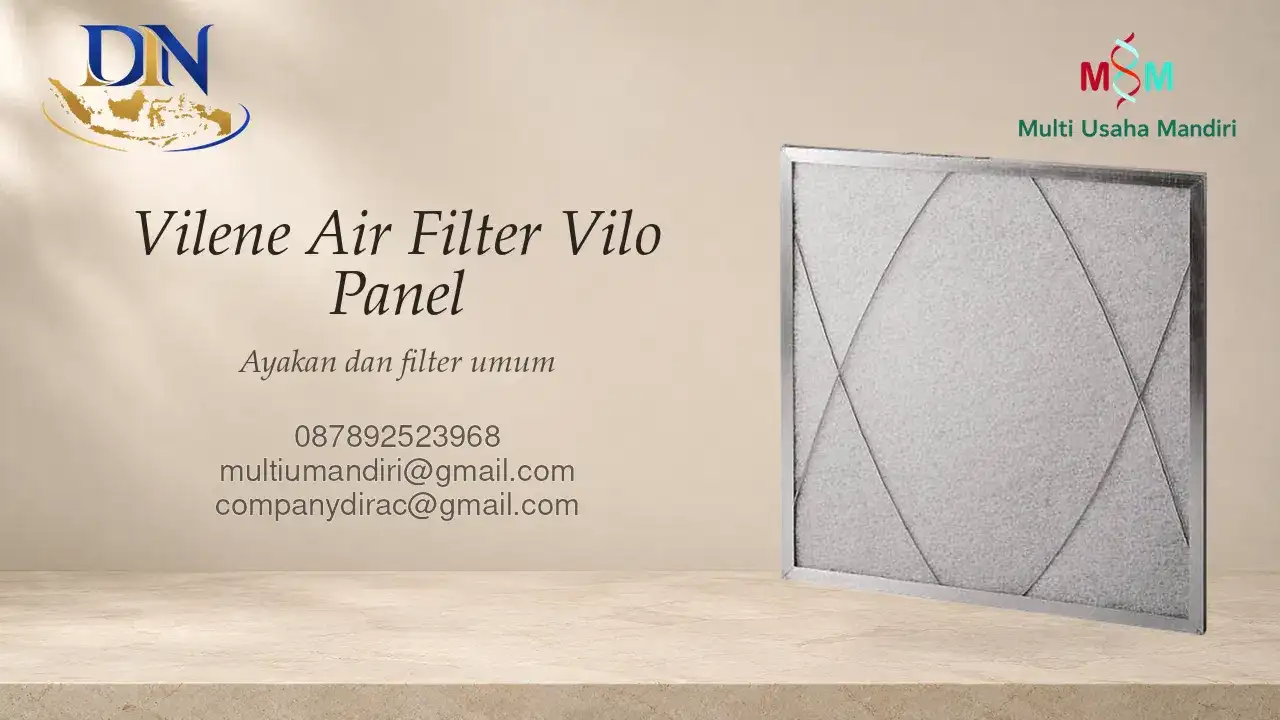 DIN
M M
Multi Usaha Mandiri
Vilene Air Filter Vilo
Panel
Ayakan dan filter umum
087892523968
multiumandiri@gmail.com
companydirac@gmail.com